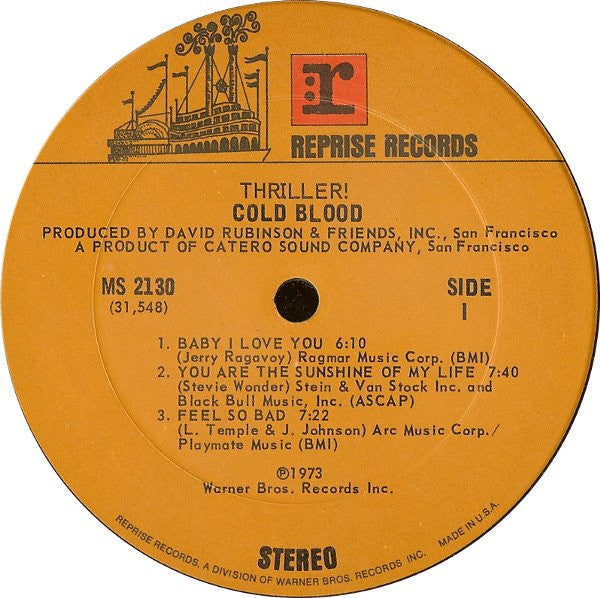 r
REPRISE RECORDS
THRILLER!
COLD BLOOD
PRODUCED BY DAVID RUBINSON & FRIENDS, INC., San Francisco
A PRODUCT OF CATERO SOUND COMPANY, San Francisco
MS 2130
(31,548)
SIDE
1
1. BABY I LOVE YOU 6:10
(Jerry Ragavoy) Ragmar Music Corp. (BMI)
2. YOU ARE THE SUNSHINE OF MY LIFE 7:40
(Stevie Wonder) Stein & Van Stock Inc. and
Black Bull Music, Inc. (ASCAP)
3. FEEL SO BAD 7:22
(L. Temple & J. Johnson) Arc Music Corp./
Playmate Music (BMI)
℗1973
Warner Bros. Records Inc.
STEREO
REPRISE RECORDS, A DIVISION OF WARNER BROS. RECORDS INC. MADE IN U.S.A.